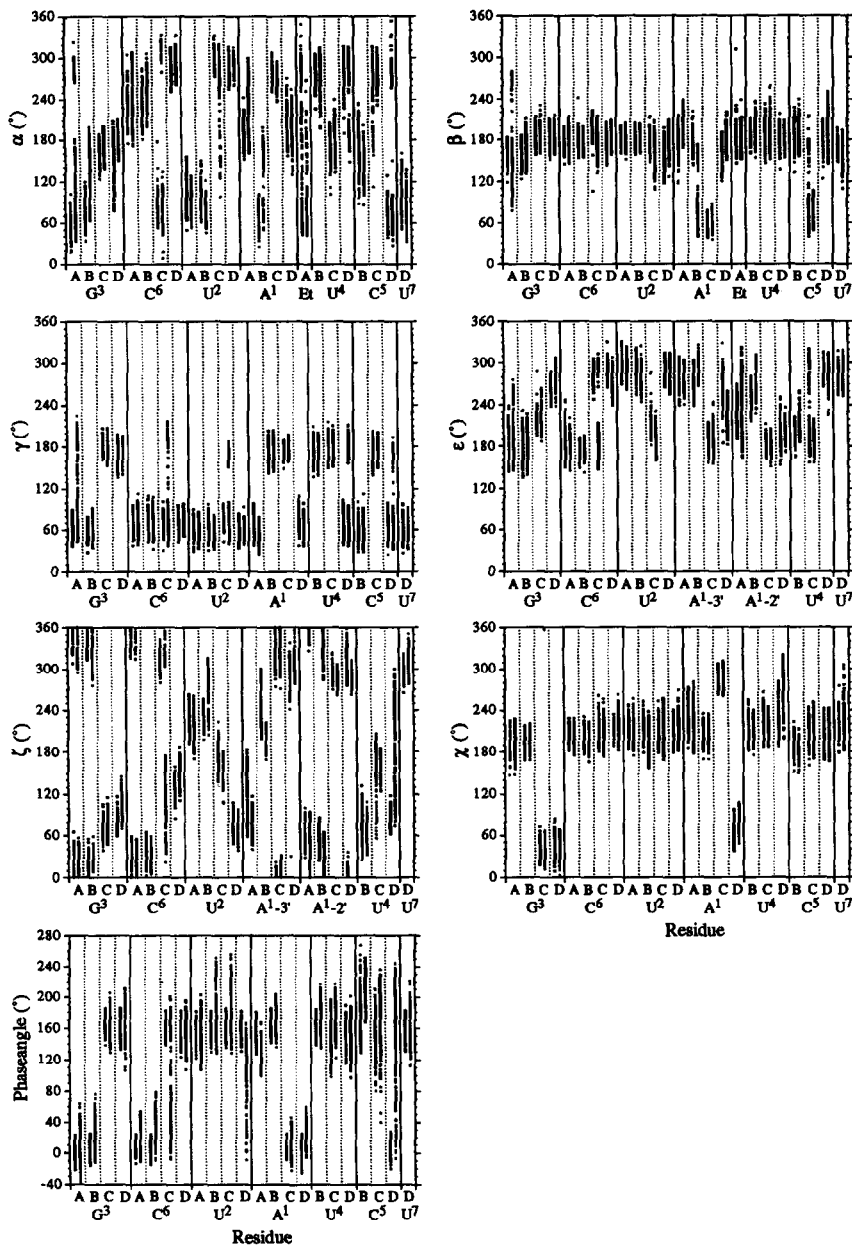 α (°)
360
300
240
180
120
60
0
A B C D A B C D A B C D A B C D A B C D B C D D
G³ C⁶ U² A¹ Et U⁴ C⁵ U⁷
β (°)
360
300
240
180
120
60
0
A B C D A B C D A B C D A B C D A B C D B C D D
G³ C⁶ U² A¹ Et U⁴ C⁵ U⁷
γ (°)
360
300
240
180
120
60
0
A B C D A B C D A B C D A B C D B C D B C D D
G³ C⁶ U² A¹ U⁴ C⁵ U⁷
ε (°)
360
300
240
180
120
60
0
A B C D A B C D A B C D A B C D A B C D B C D D
G³ C⁶ U² A¹-3' A¹-2' U⁴ U⁷
ζ (°)
360
300
240
180
120
60
0
A B C D A B C D A B C D A B C D A B C D B C D D
G³ C⁶ U² A¹-3' A¹-2' U⁴ U⁷
χ (°)
360
300
240
180
120
60
0
A B C D A B C D A B C D A B C D B C D B C D D
G³ C⁶ U² A¹ U⁴ C⁵ U⁷
Residue
Phaseangle (°)
280
240
200
160
120
80
40
0
-40
A B C D A B C D A B C D A B C D B C D B C D D
G³ C⁶ U² A¹ U⁴ C⁵ U⁷
Residue